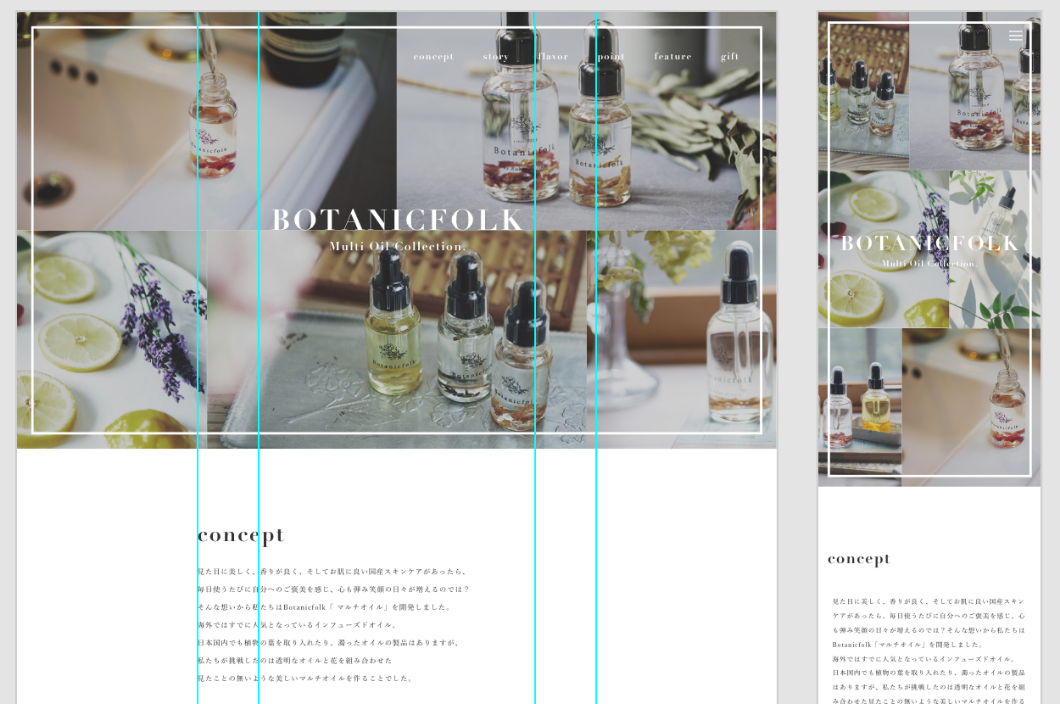 concept story flavor point feature gift
Botanicfolk
Botanicfolk
Botanicfolk
BOTANICFOLK
Multi Oil Collection.
Botanicfolk
Botanicfolk
Botanicfolk
concept
見た目に美しく、香りが良く、そしてお肌に良い国産スキンケアがあったら、
毎日使うたびに自分へのご褒美を感じ、心も弾み笑顔の日々が増えるのでは？
そんな想いから私たちはBotanicfolk「 マルチオイル」を開発しました。
海外ではすでに人気となっているインフューズドオイル。
日本国内でも植物の葉を取り入れたり、濁ったオイルの製品はありますが、
私たちが挑戦したのは透明なオイルと花を組み合わせた
見たことの無いような美しいマルチオイルを作ることでした。
BOTANICFOLK
Multi Oil Collection.
concept
見た目に美しく、香りが良く、そしてお肌に良い国産スキン
ケアがあったら、毎日使うたびに自分へのご褒美を感じ、心
も弾み笑顔の日々が増えるのでは？そんな想いから私たちは
Botanicfolk「マルチオイル」を開発しました。
海外ではすでに人気となっているインフューズドオイル。
日本国内でも植物の葉を取り入れたり、濁ったオイルの製品
はありますが、私たちが挑戦したのは透明なオイルと花を組
み合わせた見たことの無いような美しいマルチオイルを作る